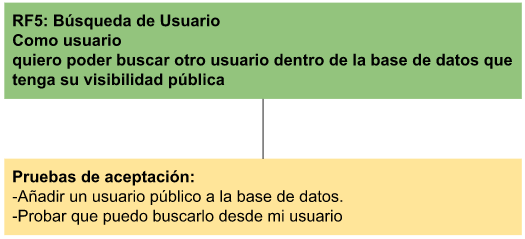 RF5: Búsqueda de Usuario
Como usuario
quiero poder buscar otro usuario dentro de la base de datos que
tenga su visibilidad pública
Pruebas de aceptación:
-Añadir un usuario público a la base de datos.
-Probar que puedo buscarlo desde mi usuario